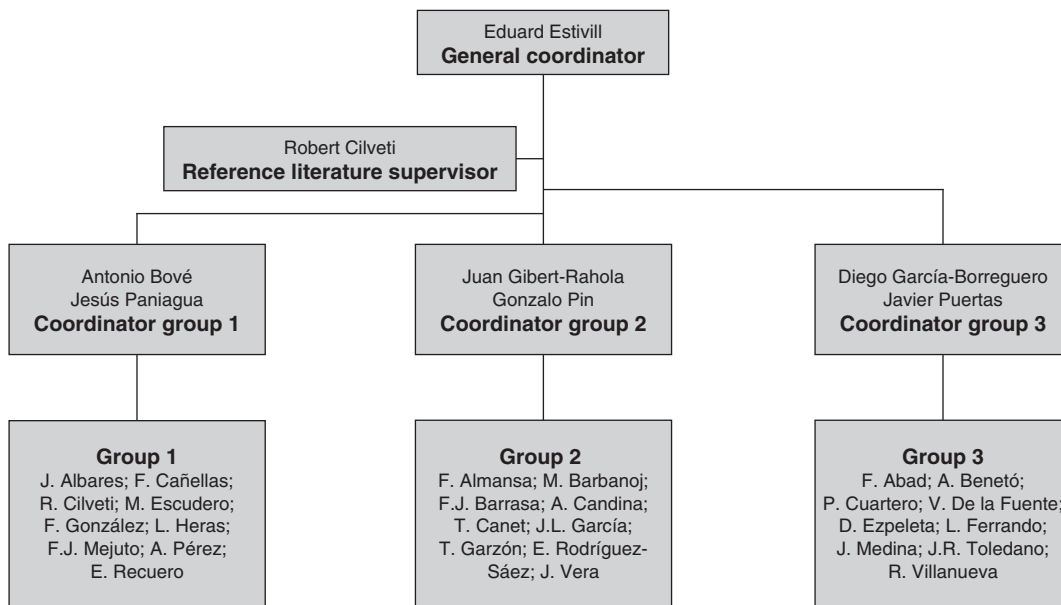 Eduard Estivill
General coordinator
Robert Cilveti
Reference literature supervisor
Antonio Bové
Jesús Paniagua
Coordinator group 1
Juan Gibert-Rahola
Gonzalo Pin
Coordinator group 2
Diego García-Borreguero
Javier Puertas
Coordinator group 3
Group 1
J. Albares; F. Cañellas;
R. Cilveti; M. Escudero;
F. González; L. Heras;
F.J. Mejuto; A. Pérez;
E. Recuero
Group 2
F. Almansa; M. Barbanoj;
F.J. Barrasa; A. Candina;
T. Canet; J.L. García;
T. Garzón; E. Rodríguez-
Sáez; J. Vera
Group 3
F. Abad; A. Benetó;
P. Cuartero; V. De la Fuente;
D. Ezpeleta; L. Ferrando;
J. Medina; J.R. Toledano;
R. Villanueva